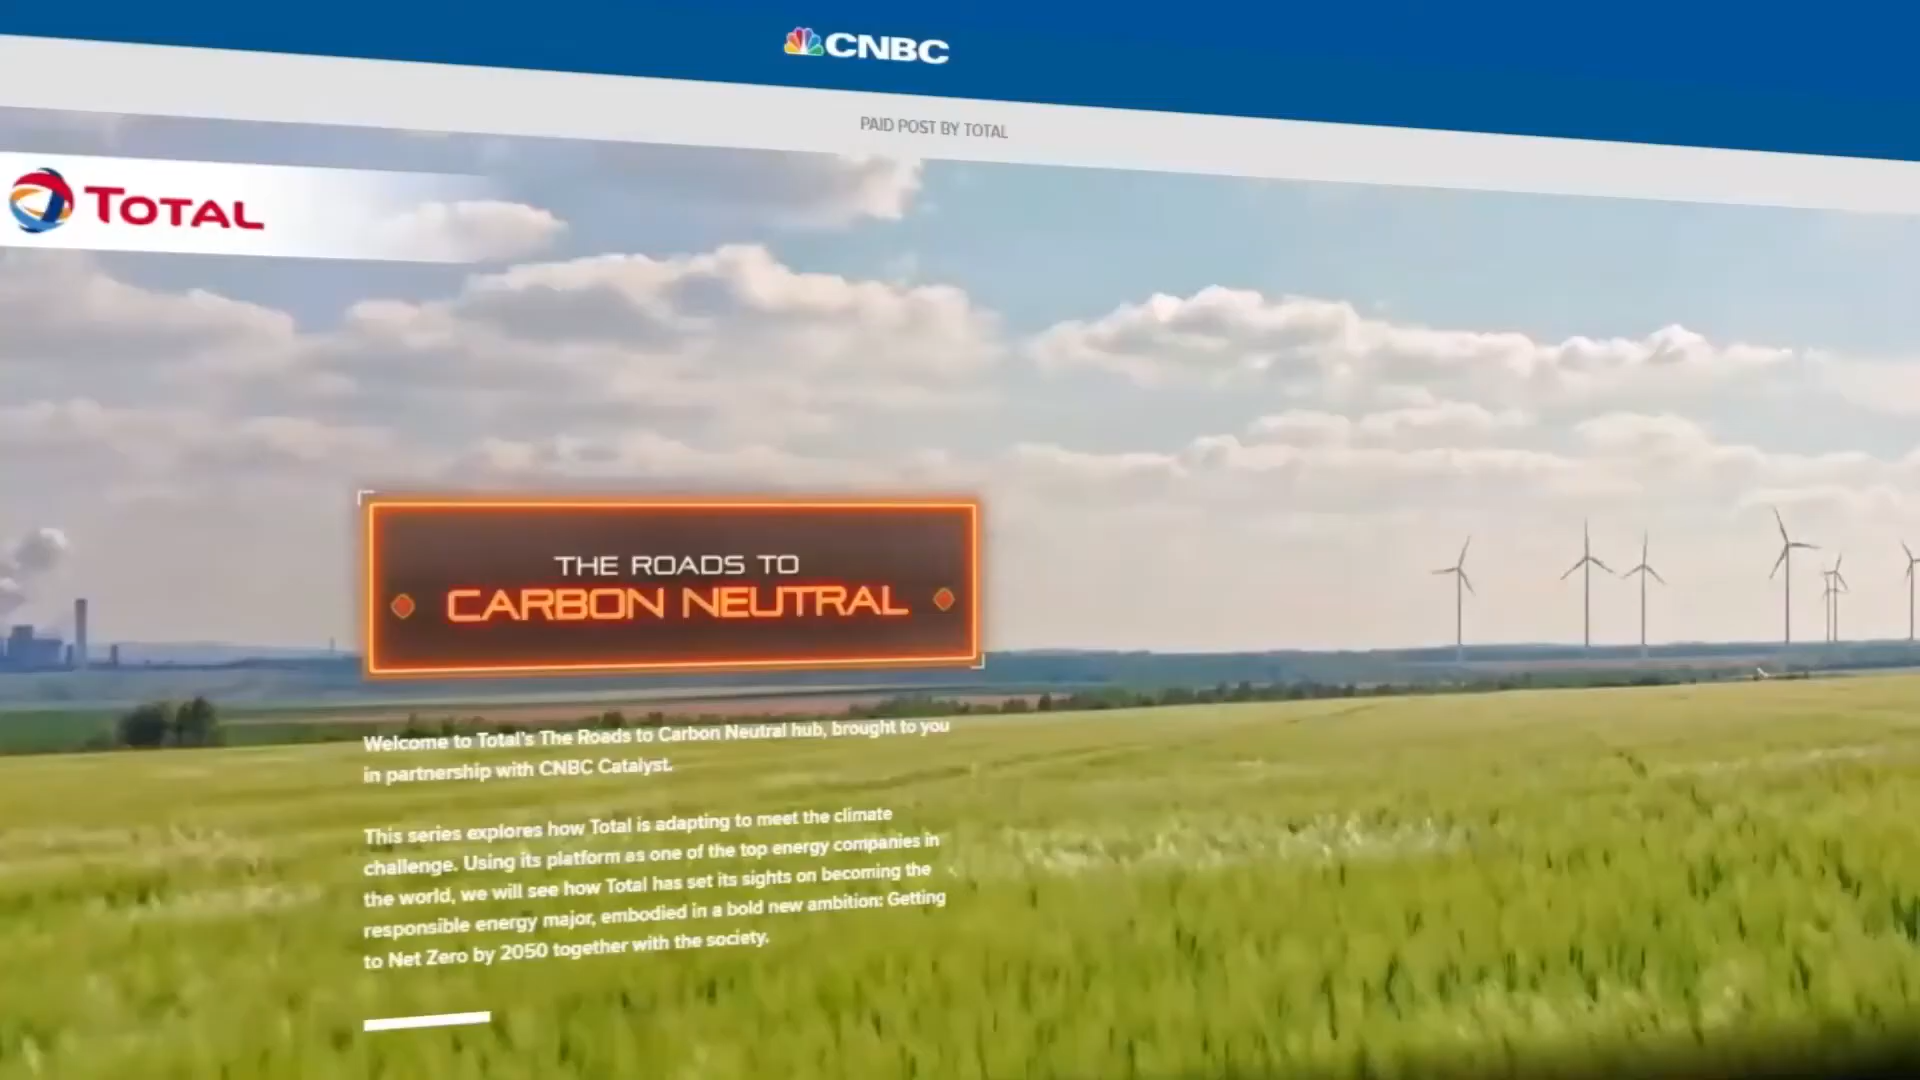 CNBC
PAID POST BY TOTAL
TOTAL
THE ROADS TO
CARBON NEUTRAL
Welcome to Total's The Roads to Carbon Neutral hub, brought to you
in partnership with CNBC Catalyst.
This series explores how Total is adapting to meet the climate
challenge. Using its platform as one of the top energy companies in
the world, we will see how Total has set its sights on becoming the
responsible energy major, embodied in a bold new ambition: Getting
to Net Zero by 2050 together with the society.